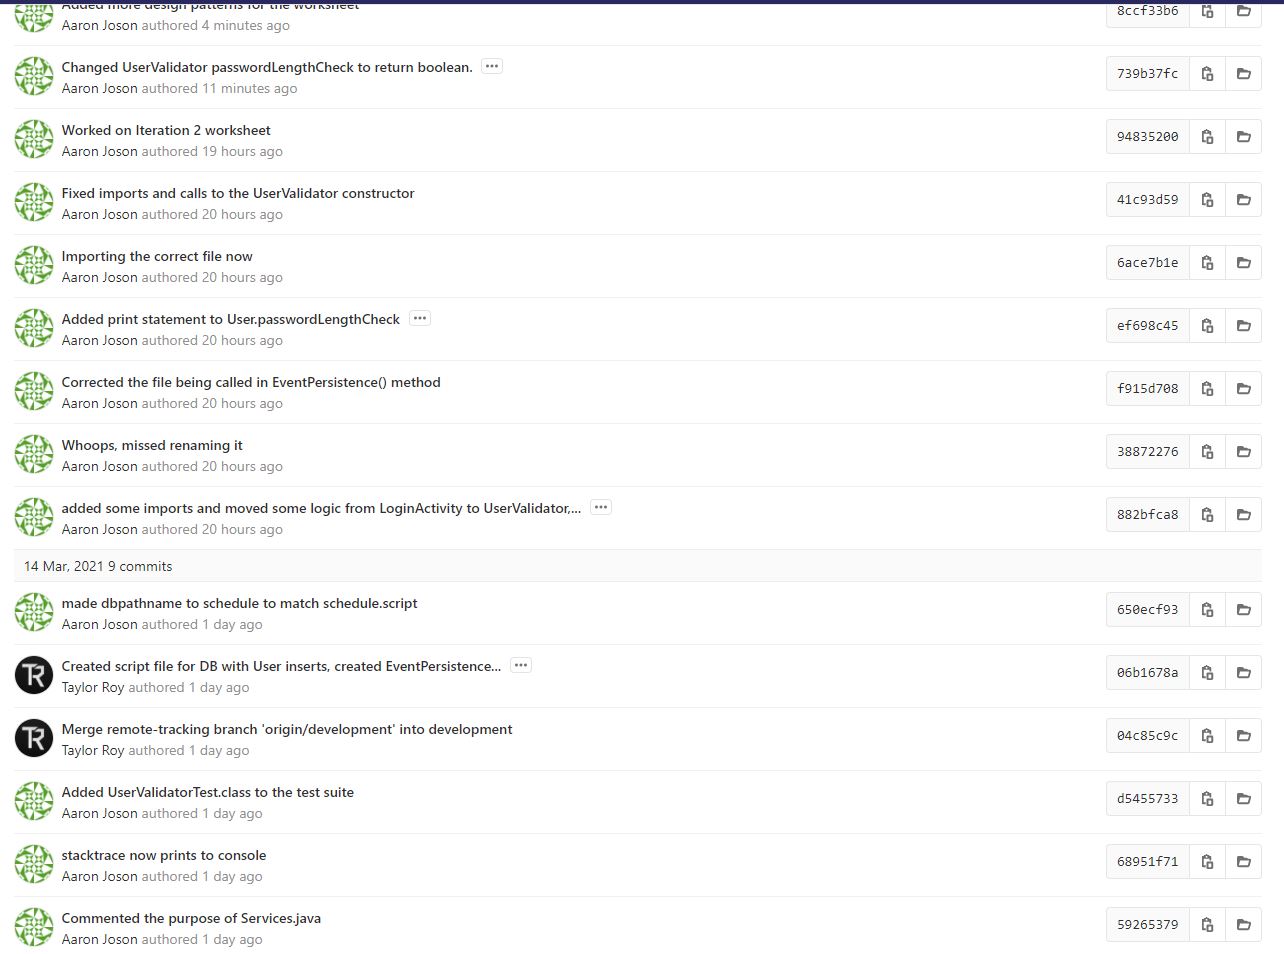 Added more design patterns for the worksheet
Aaron Joson authored 4 minutes ago
8ccf33b6
Changed UserValidator passwordLengthCheck to return boolean.
Aaron Joson authored 11 minutes ago
739b37fc
Worked on Iteration 2 worksheet
Aaron Joson authored 19 hours ago
94835200
Fixed imports and calls to the UserValidator constructor
Aaron Joson authored 20 hours ago
41c93d59
Importing the correct file now
Aaron Joson authored 20 hours ago
6ace7b1e
Added print statement to User.passwordLengthCheck
Aaron Joson authored 20 hours ago
ef698c45
Corrected the file being called in EventPersistence() method
Aaron Joson authored 20 hours ago
f915d708
Whoops, missed renaming it
Aaron Joson authored 20 hours ago
38872276
added some imports and moved some logic from LoginActivity to UserValidator,...
Aaron Joson authored 20 hours ago
882bfca8
14 Mar, 2021 9 commits
made dbpathname to schedule to match schedule.script
Aaron Joson authored 1 day ago
650ecf93
Created script file for DB with User inserts, created EventPersistence...
Taylor Roy authored 1 day ago
06b1678a
Merge remote-tracking branch 'origin/development' into development
Taylor Roy authored 1 day ago
04c85c9c
Added UserValidatorTest.class to the test suite
Aaron Joson authored 1 day ago
d5455733
stacktrace now prints to console
Aaron Joson authored 1 day ago
68951f71
Commented the purpose of Services.java
Aaron Joson authored 1 day ago
59265379